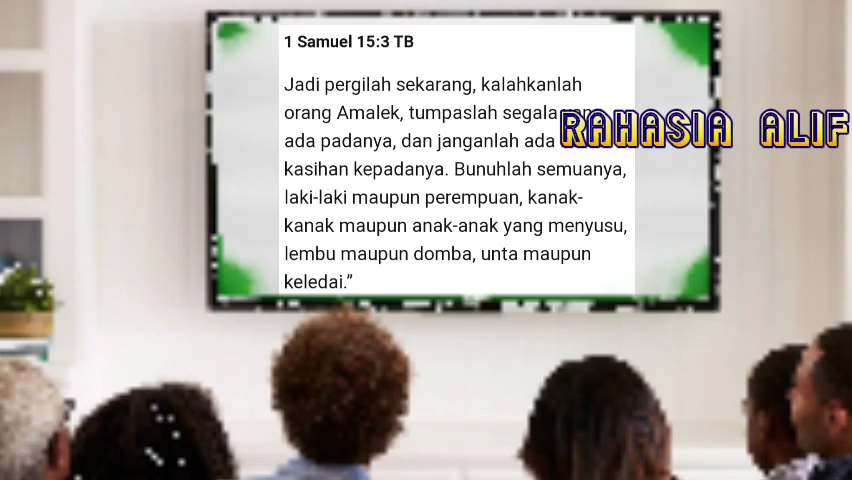 1 Samuel 15:3 TB
Jadi pergilah sekarang, kalahkanlah
orang Amalek, tumpaslah segala
ada padanya, dan janganlah ada
kasihan kepadanya. Bunuhlah semuanya,
laki-laki maupun perempuan, kanak-
kanak maupun anak-anak yang menyusu,
lembu maupun domba, unta maupun
keledai.”
RAHASIA ALIF